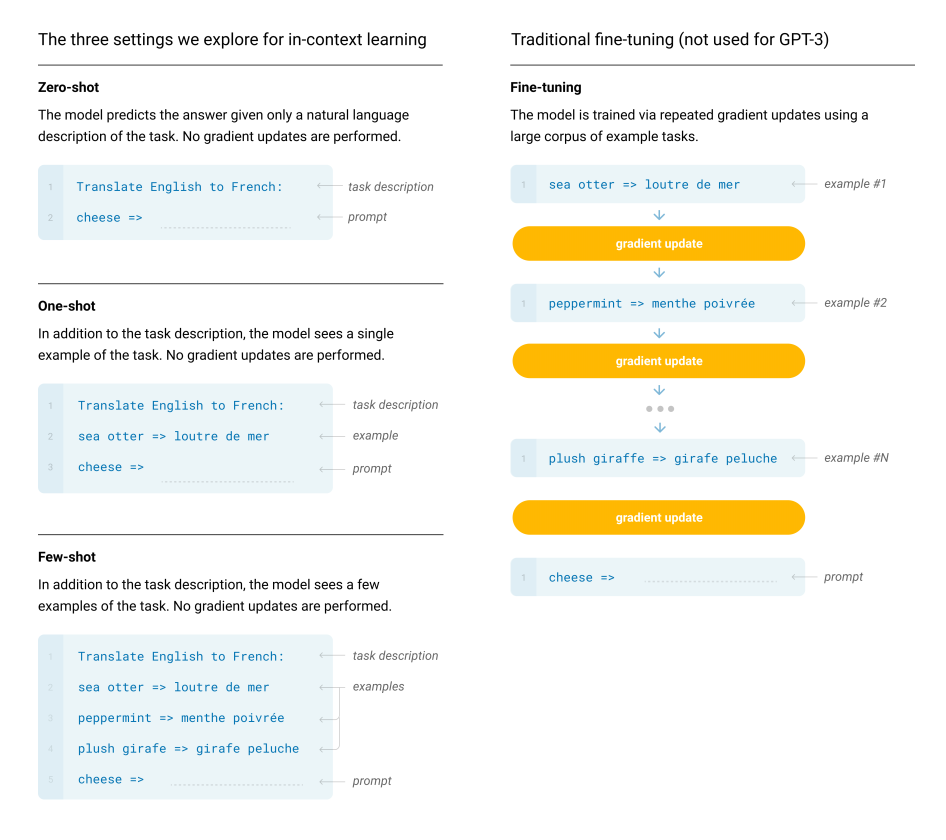 The three settings we explore for in-context learning
Zero-shot
The model predicts the answer given only a natural language
description of the task. No gradient updates are performed.
1 Translate English to French: task description
2 cheese => prompt
One-shot
In addition to the task description, the model sees a single
example of the task. No gradient updates are performed.
1 Translate English to French: task description
2 sea otter => loutre de mer example
3 cheese => prompt
Few-shot
In addition to the task description, the model sees a few
examples of the task. No gradient updates are performed.
1 Translate English to French: task description
2 sea otter => loutre de mer examples
3 peppermint => menthe poivrée
4 plush girafe => girafe peluche
5 cheese => prompt
Traditional fine-tuning (not used for GPT-3)
Fine-tuning
The model is trained via repeated gradient updates using a
large corpus of example tasks.
1 sea otter => loutre de mer example #1
gradient update
1 peppermint => menthe poivrée example #2
gradient update
1 plush giraffe => girafe peluche example #N
gradient update
1 cheese => prompt